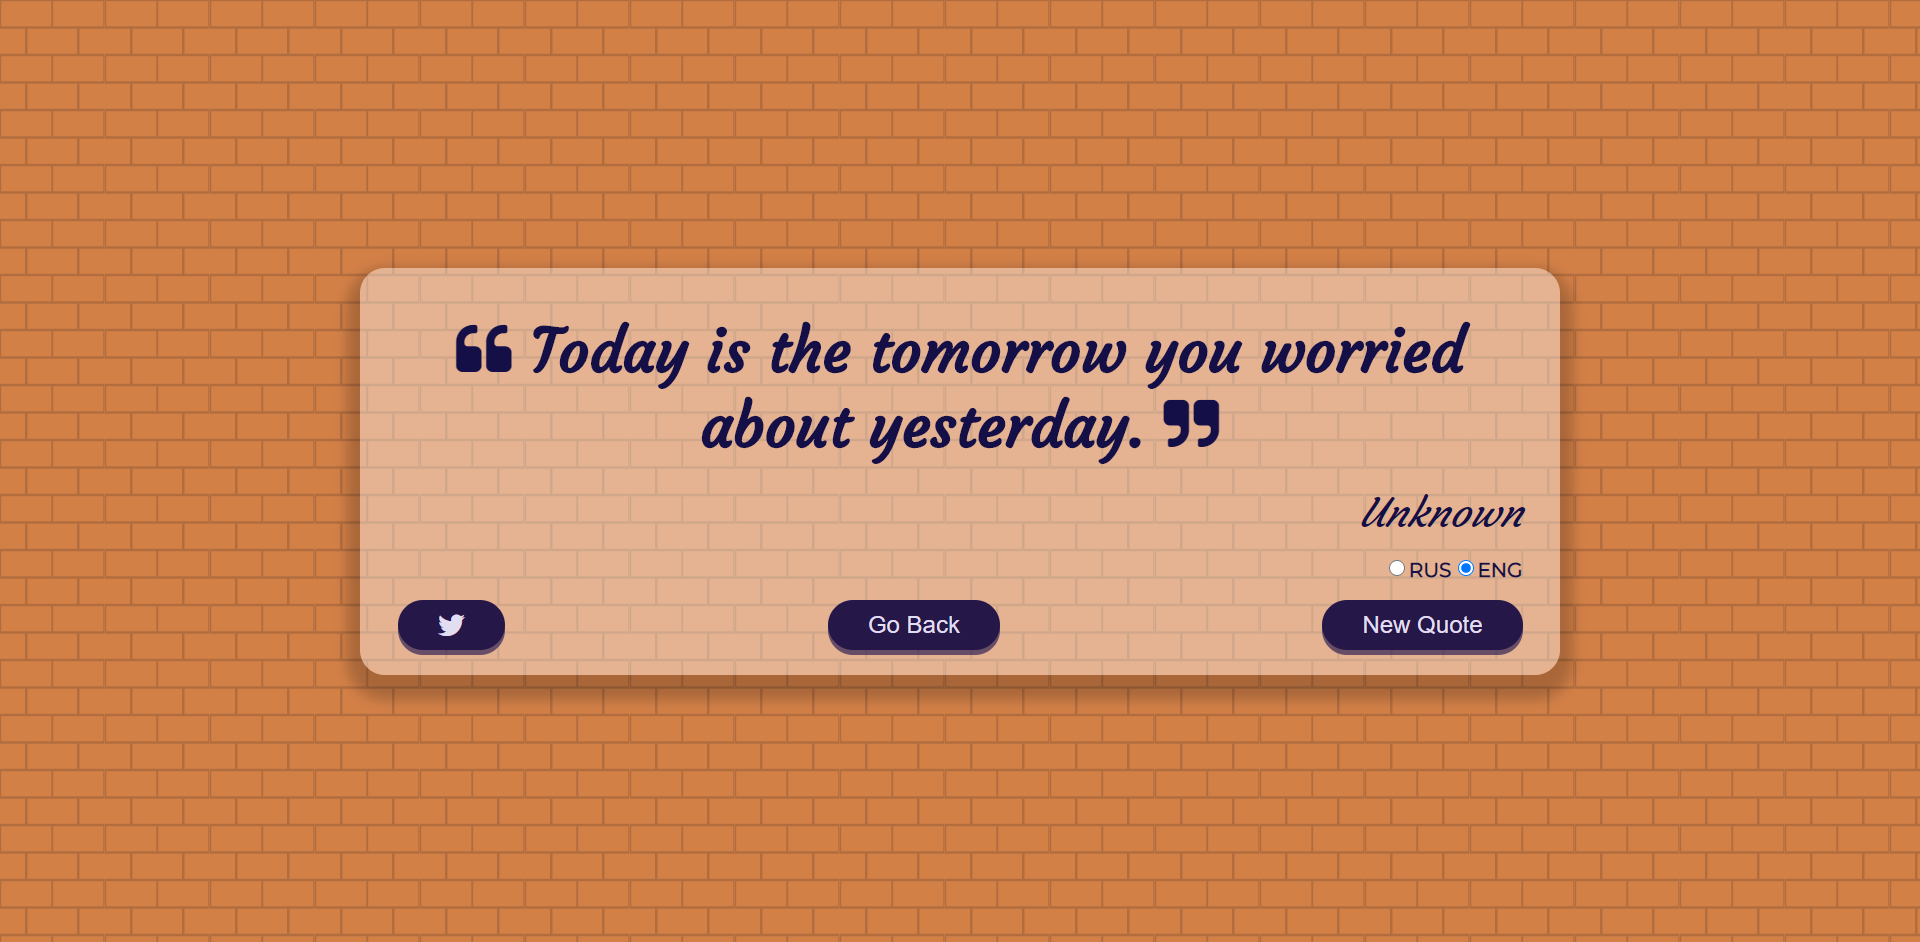 ❝ Today is the tomorrow you worried
about yesterday. ❞
Unknown
RUS ENG
Go Back New Quote